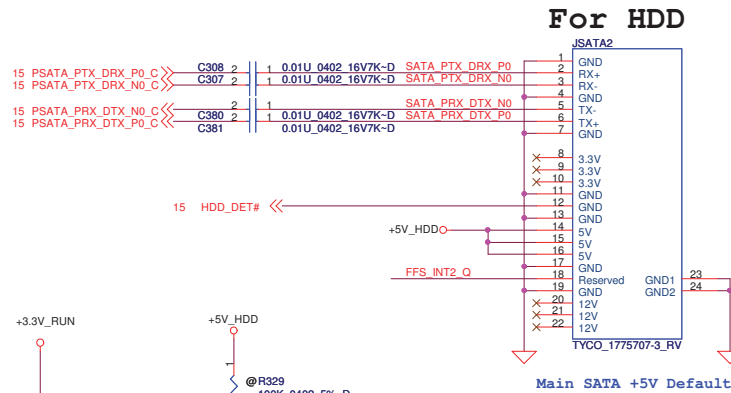 For HDD
JSATA2
15 PSATA_PTX_DRX_P0_C C308 2 1 0.01U_0402_16V7K~D SATA_PTX_DRX_P0
15 PSATA_PTX_DRX_N0_C C307 2 1 0.01U_0402_16V7K~D SATA_PTX_DRX_N0
15 PSATA_PRX_DTX_N0_C 2 1 SATA_PRX_DTX_N0
15 PSATA_PRX_DTX_P0_C C380 2 1 0.01U_0402_16V7K~D SATA_PRX_DTX_P0
C381 0.01U_0402_16V7K~D
1 GND
2 RX+
3 RX-
4 GND
5 TX-
6 TX+
7 GND
8 3.3V
9 3.3V
10 3.3V
11 GND
15 HDD_DET# 12 GND
13 GND
+5V_HDD 14 5V
15 5V
16 5V
17 GND
FFS_INT2_Q 18 Reserved GND1 23
19 GND GND2 24
20 12V
21 12V
22 12V
TYCO_1775707-3_RV
+3.3V_RUN
+5V_HDD
1
@R329
Main SATA +5V Default